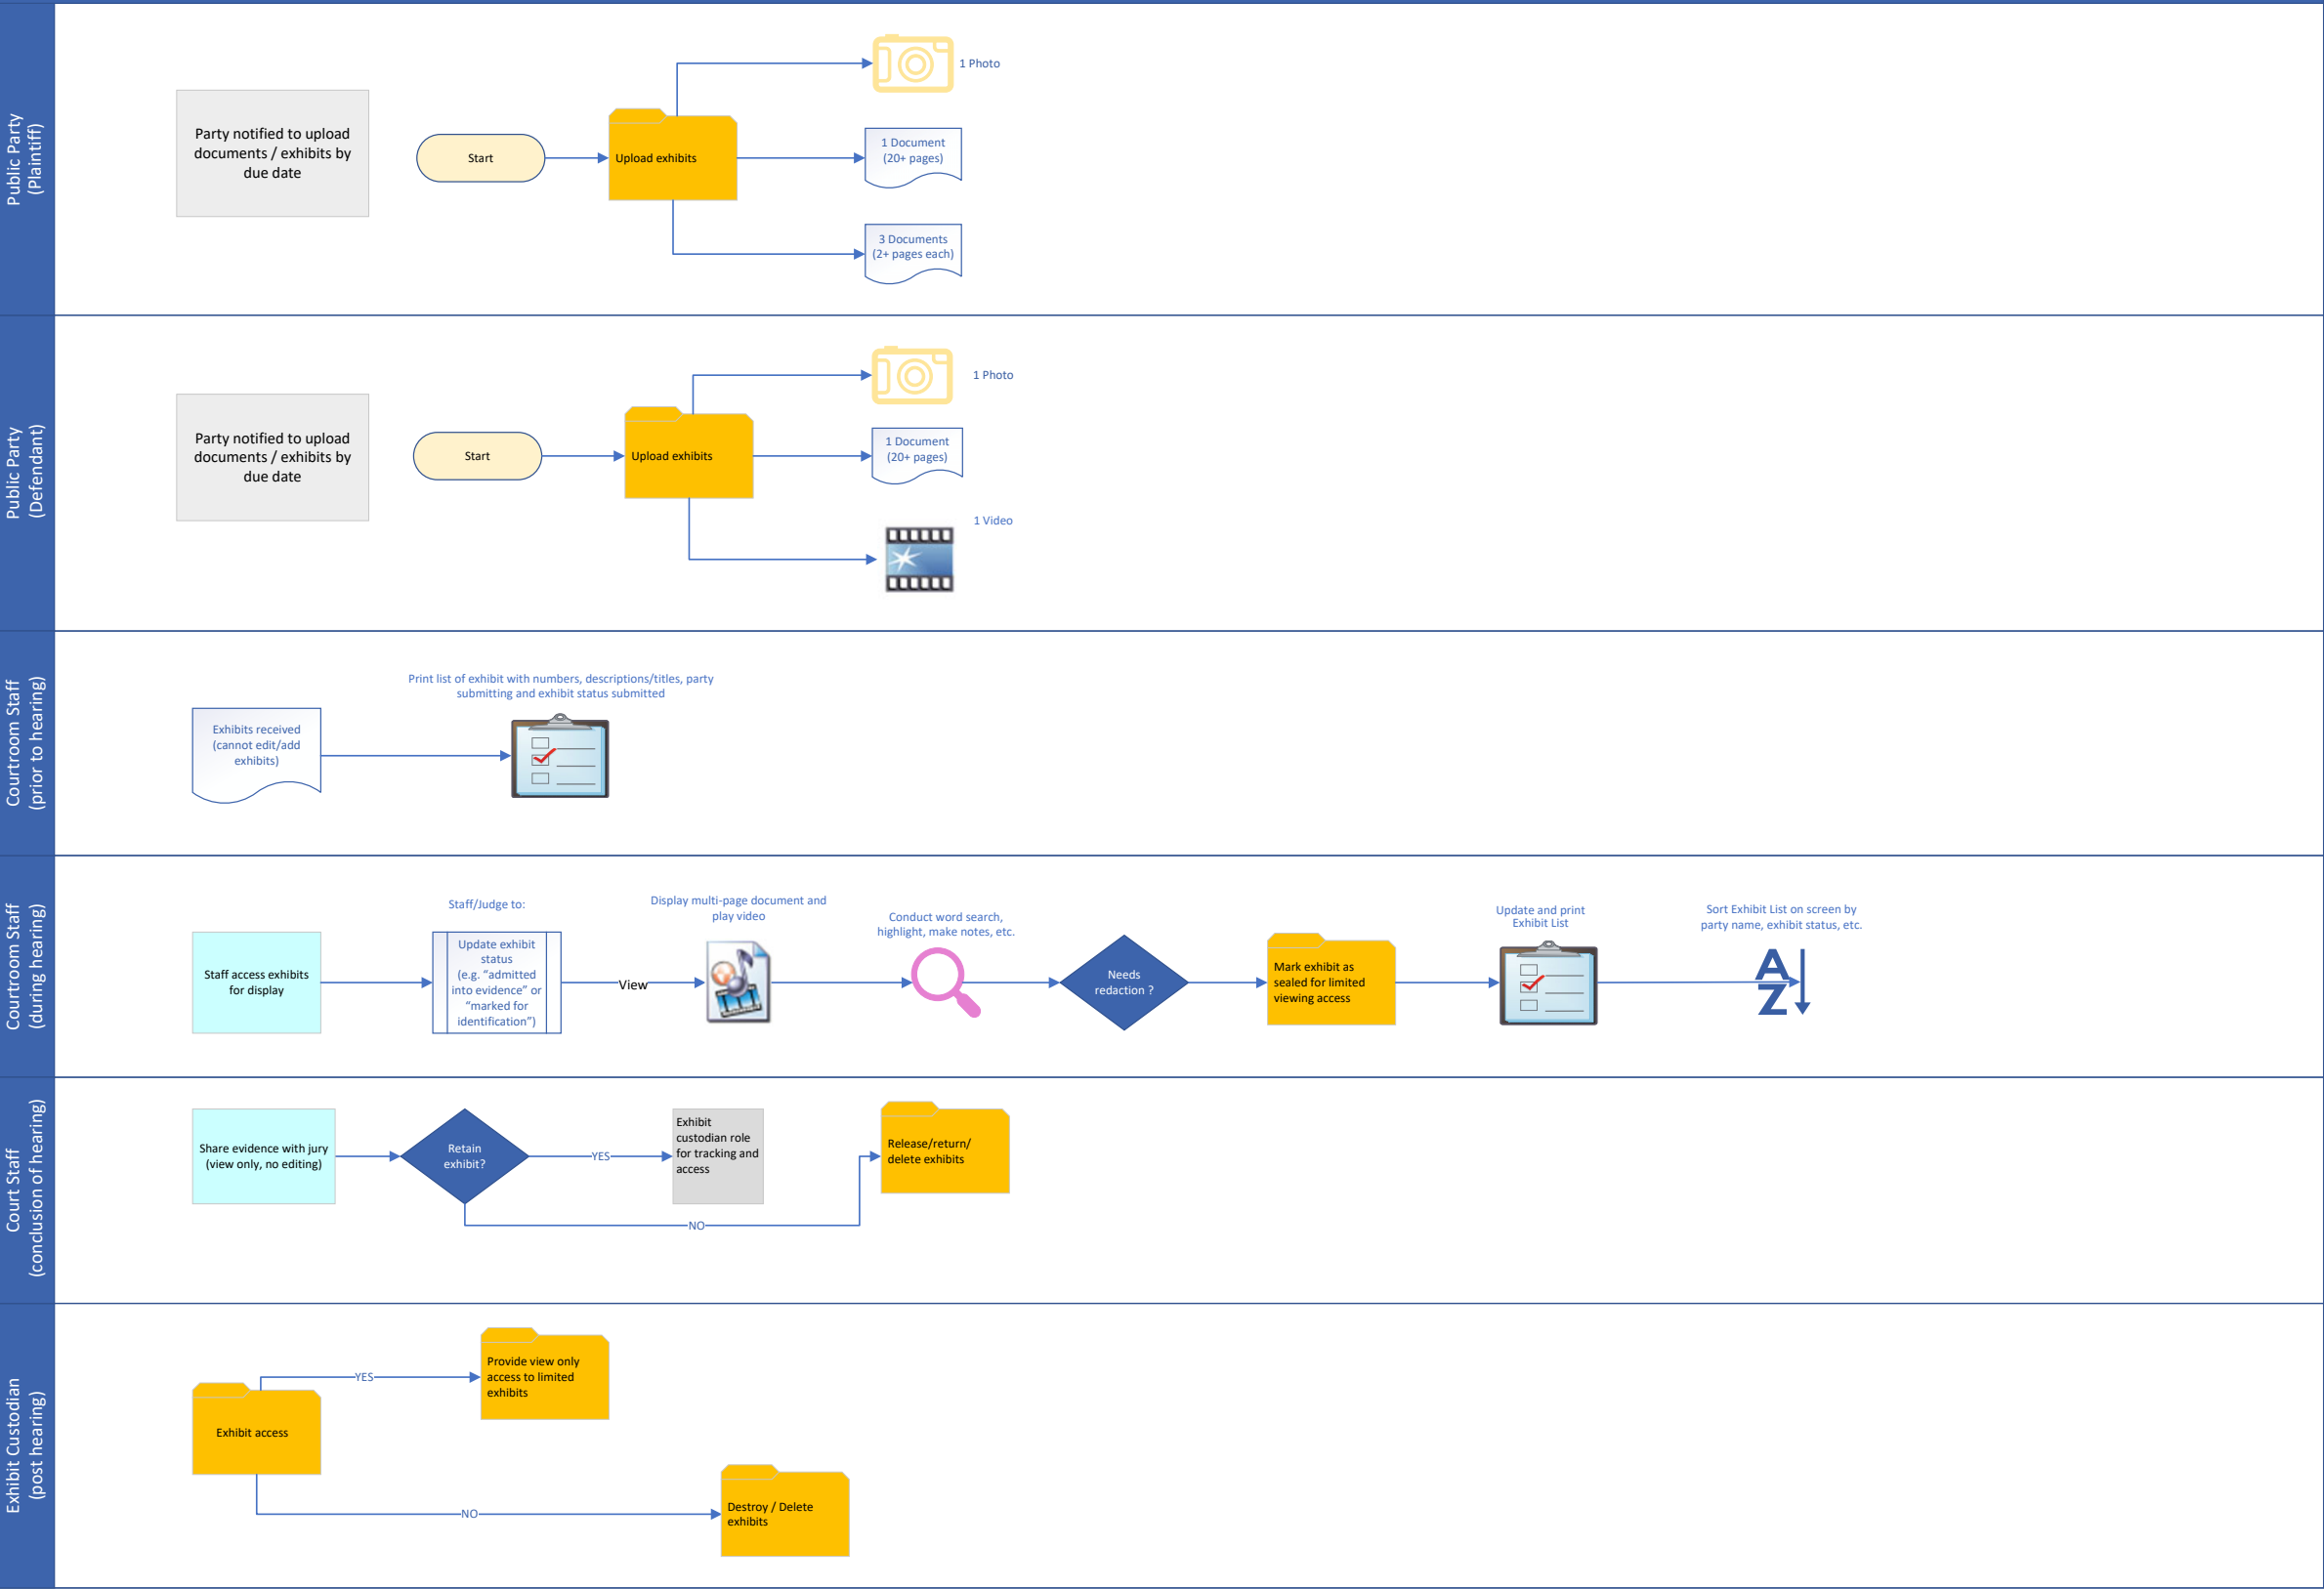 Public Party
(Plaintiff)
Party notified to upload
documents / exhibits by
due date
Start
Upload exhibits
1 Photo
1 Document
(20+ pages)
3 Documents
(2+ pages each)
Public Party
(Defendant)
Party notified to upload
documents / exhibits by
due date
Start
Upload exhibits
1 Photo
1 Document
(20+ pages)
1 Video
Courtroom Staff
(prior to hearing)
Exhibits received
(cannot edit/add
exhibits)
Print list of exhibit with numbers, descriptions/titles, party
submitting and exhibit status submitted
Courtroom Staff
(during hearing)
Staff access exhibits
for display
Staff/Judge to:
Update exhibit
status
(e.g. “admitted
into evidence” or
“marked for
identification”)
View
Display multi-page document and
play video
Conduct word search,
highlight, make notes, etc.
Needs
redaction ?
Mark exhibit as
sealed for limited
viewing access
Update and print
Exhibit List
Sort Exhibit List on screen by
party name, exhibit status, etc.
A
Z
Court Staff
(conclusion of hearing)
Share evidence with jury
(view only, no editing)
Retain
exhibit?
YES
Exhibit
custodian role
for tracking and
access
NO
Release/return/
delete exhibits
Exhibit Custodian
(post hearing)
Exhibit access
YES
Provide view only
access to limited
exhibits
NO
Destroy / Delete
exhibits